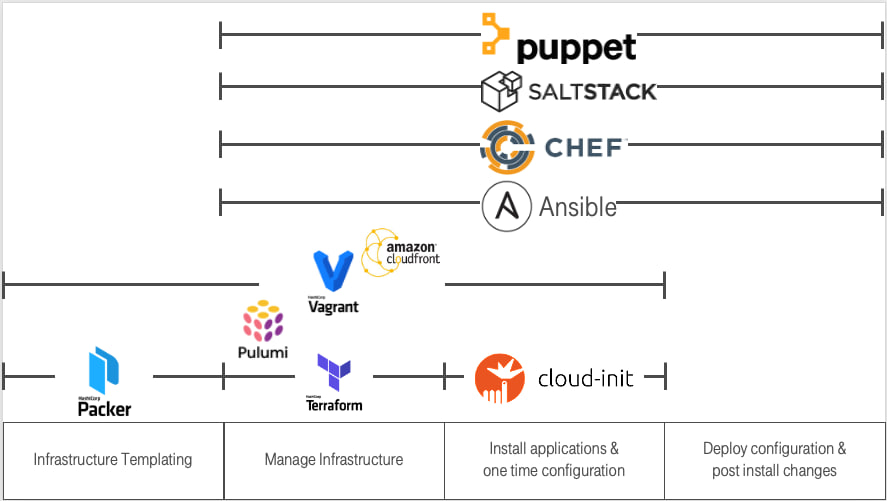 puppet
SALTSTACK
CHEF
Ansible
amazon
cloudfront
HashiCorp
Vagrant
Pulumi
HashiCorp
Packer
HashiCorp
Terraform
cloud-init
Infrastructure Templating
Manage Infrastructure
Install applications &
one time configuration
Deploy configuration &
post install changes